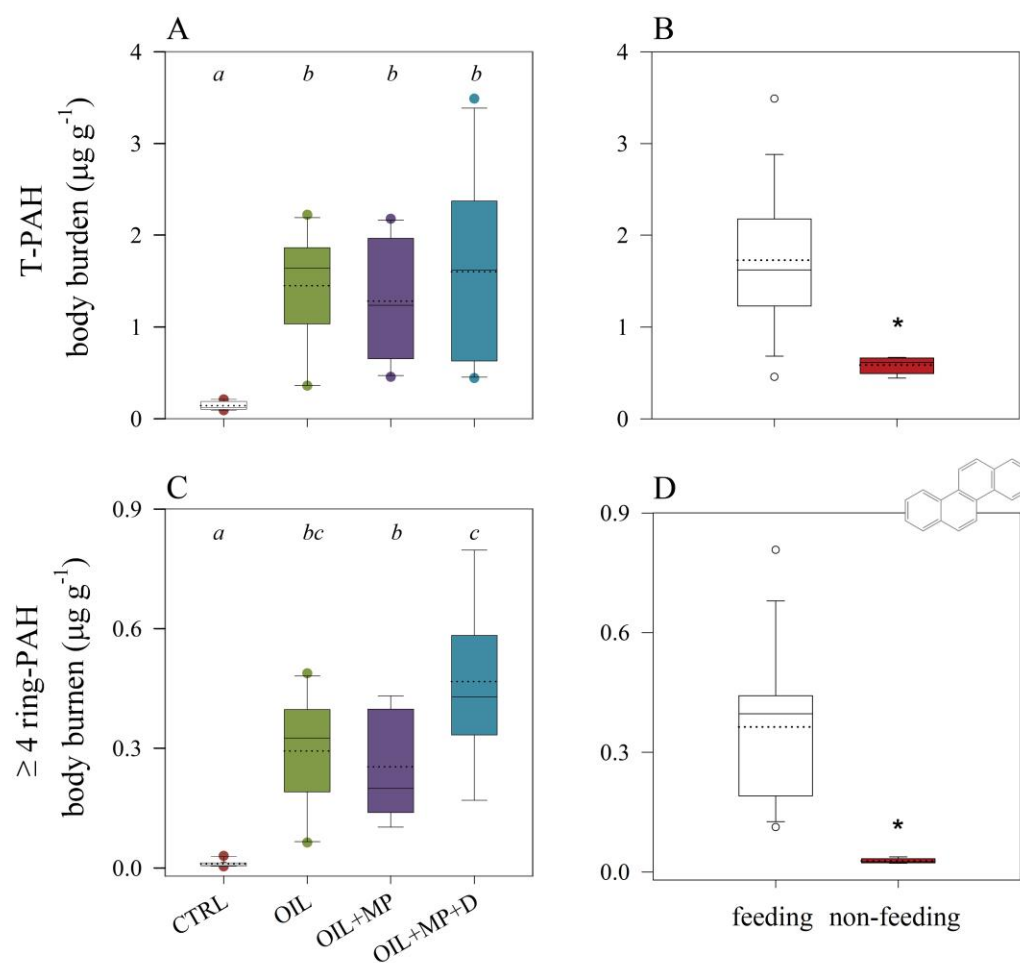 A
B
T-PAH
body burden (µg g⁻¹)
4
3
2
1
0
a
b
b
b
4
3
2
1
0
*
C
D
≥ 4 ring-PAH
body burnen (µg g⁻¹)
0.9
0.6
0.3
0.0
a
bc
b
c
CTRL
OIL
OIL+MP
OIL+MP+D
0.9
0.6
0.3
0.0
*
feeding non-feeding